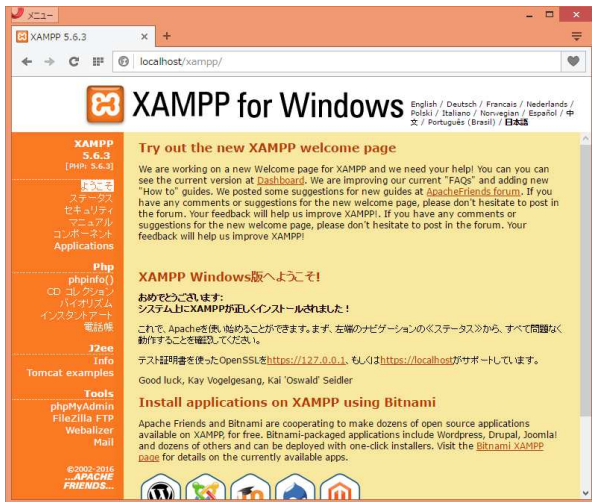 メニュー
XAMPP 5.6.3
localhost/xampp/
XAMPP for Windows
English / Deutsch / Francais / Nederlands /
Polski / Italiano / Norwegian / Español / 中
文 / Português (Brasil) / 日本語
XAMPP
5.6.3
[PHP: 5.6.3]
ようこそ
ステータス
セキュリティ
マニュアル
コンポーネント
Applications
Php
phpinfo()
CD コレクション
バイオリズム
インスタントアート
電話帳
J2ee
Info
Tomcat examples
Tools
phpMyAdmin
FileZilla FTP
Webalizer
Mail
©2002-2016
...APACHE
FRIENDS...
Try out the new XAMPP welcome page
We are working on a new Welcome page for XAMPP and we need your help! You can you can
see the current version at Dashboard. We are improving our current "FAQs" and adding new
"How to" guides. We posted some suggestions for new guides at ApacheFriends forum. If you
have any comments or suggestions for the new welcome page, please don't hesitate to post in
the forum. Your feedback will help us improve XAMPP!. If you have any comments or
suggestions for the new welcome page, please don't hesitate to post in the forum. Your
feedback will help us improve XAMPP!
XAMPP Windows版へようこそ!
おめでとうございます:
システム上にXAMPPが正しくインストールされました！
これで、Apacheを使い始めることができます。まず、左端のナビゲーションの≪ステータス≫から、すべて問題なく
動作することを確認してください。
テスト証明書を使ったOpenSSLをhttps://127.0.0.1、もしくはhttps://localhostがサポートしています。
Good luck, Kay Vogelgesang, Kai 'Oswald' Seidler
Install applications on XAMPP using Bitnami
Apache Friends and Bitnami are cooperating to make dozens of open source applications
available on XAMPP, for free. Bitnami-packaged applications include Wordpress, Drupal, Joomla!
and dozens of others and can be deployed with one-click installers. Visit the Bitnami XAMPP
page for details on the currently available apps.